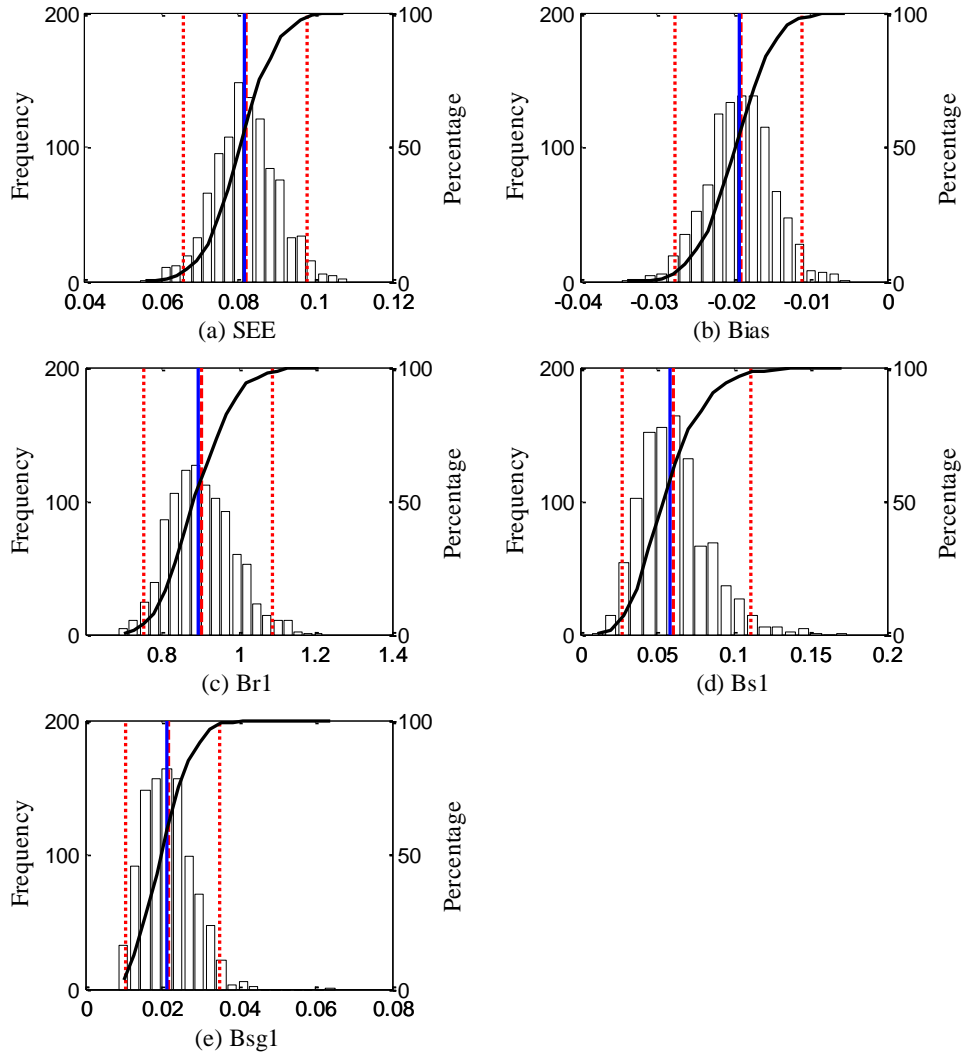 200
100
0
Frequency
100
50
0
Percentage
0.04 0.06 0.08 0.1 0.12
(a) SEE
200
100
0
Frequency
100
50
0
Percentage
-0.04 -0.03 -0.02 -0.01 0
(b) Bias
200
100
0
Frequency
100
50
0
Percentage
0.8 1 1.2 1.4
(c) Br1
200
100
0
Frequency
100
50
0
Percentage
0 0.05 0.1 0.15 0.2
(d) Bs1
200
100
0
Frequency
100
50
0
Percentage
0 0.02 0.04 0.06 0.08
(e) Bsg1